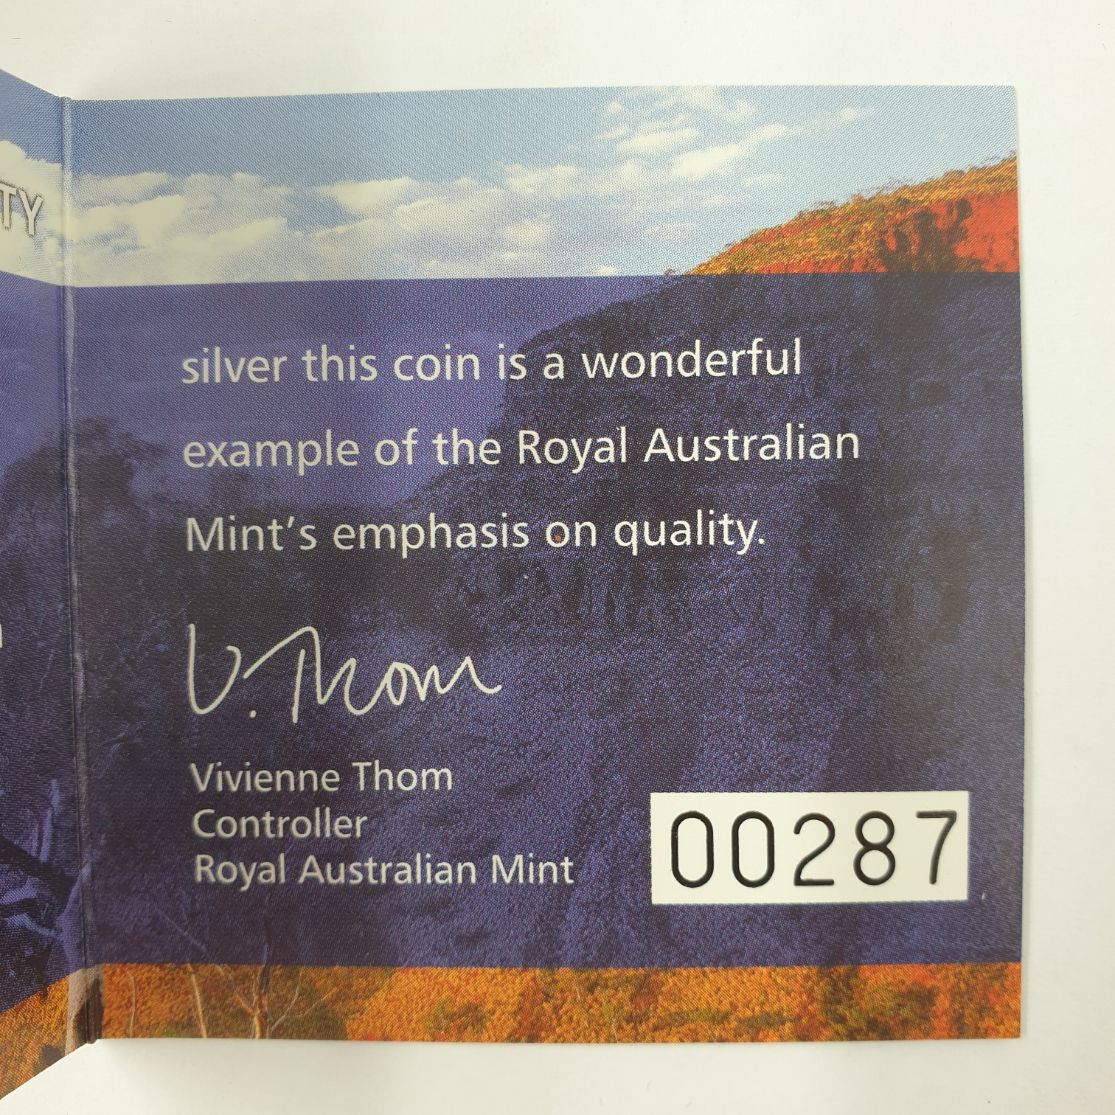 TY
silver this coin is a wonderful
example of the Royal Australian
Mint's emphasis on quality.
V. Thom
Vivienne Thom
Controller
Royal Australian Mint
00287